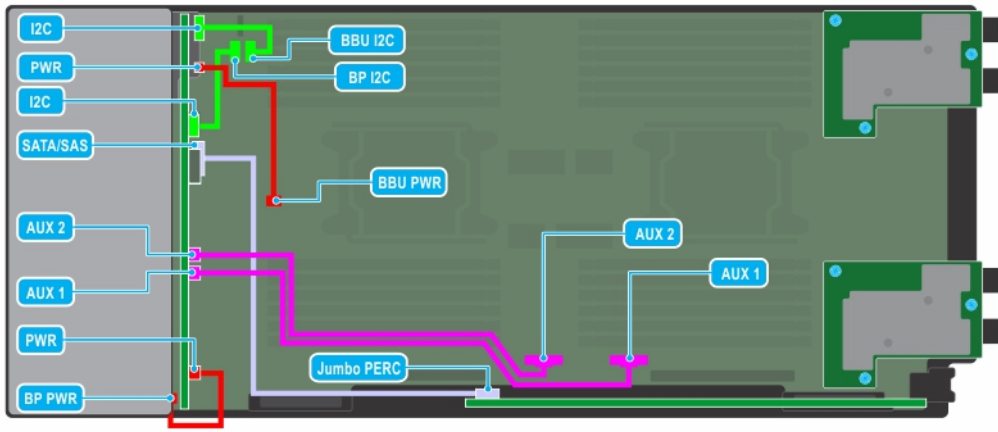 I2C
BBU I2C
PWR
BP I2C
I2C
SATA/SAS
BBU PWR
AUX 2
AUX 2
AUX 1
AUX 1
PWR
Jumbo PERC
BP PWR